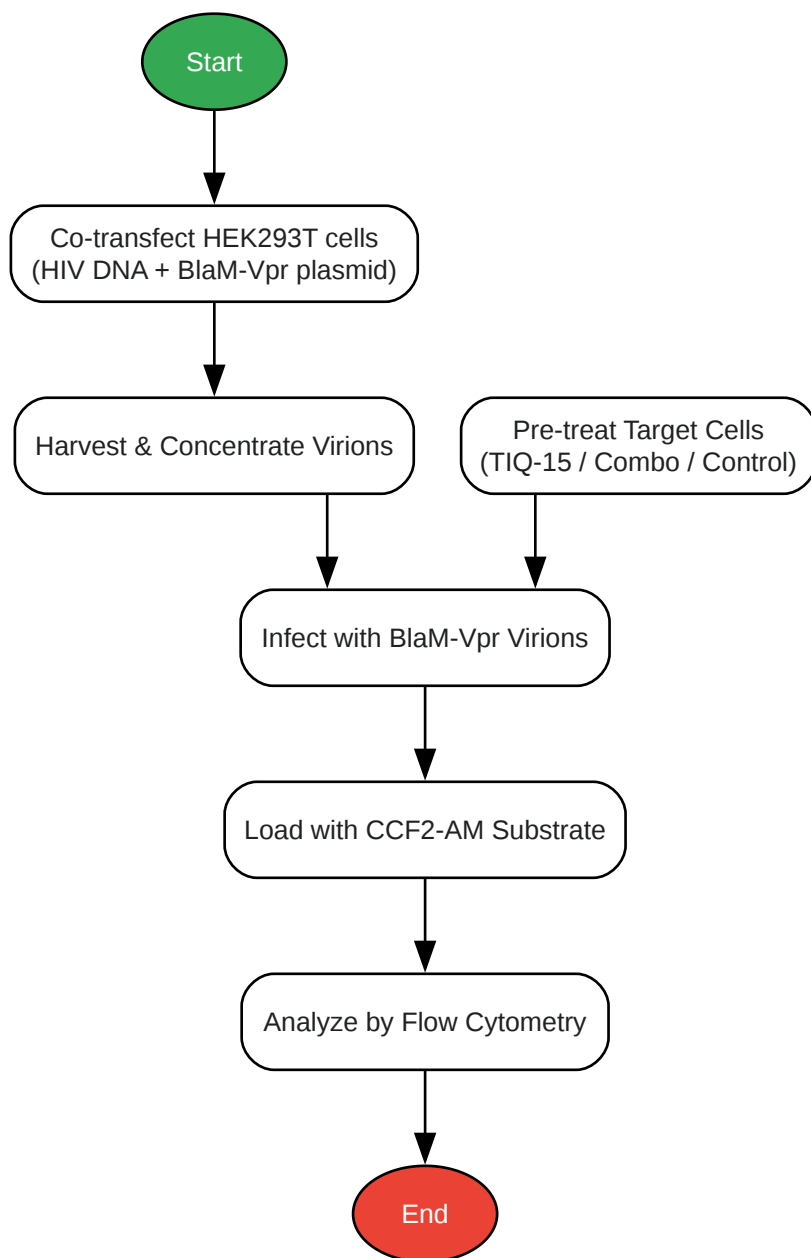 Start
Co-transfect HEK293T cells
(HIV DNA + BlaM-Vpr plasmid)
Harvest & Concentrate Virions
Pre-treat Target Cells
(TIQ-15 / Combo / Control)
Infect with BlaM-Vpr Virions
Load with CCF2-AM Substrate
Analyze by Flow Cytometry
End